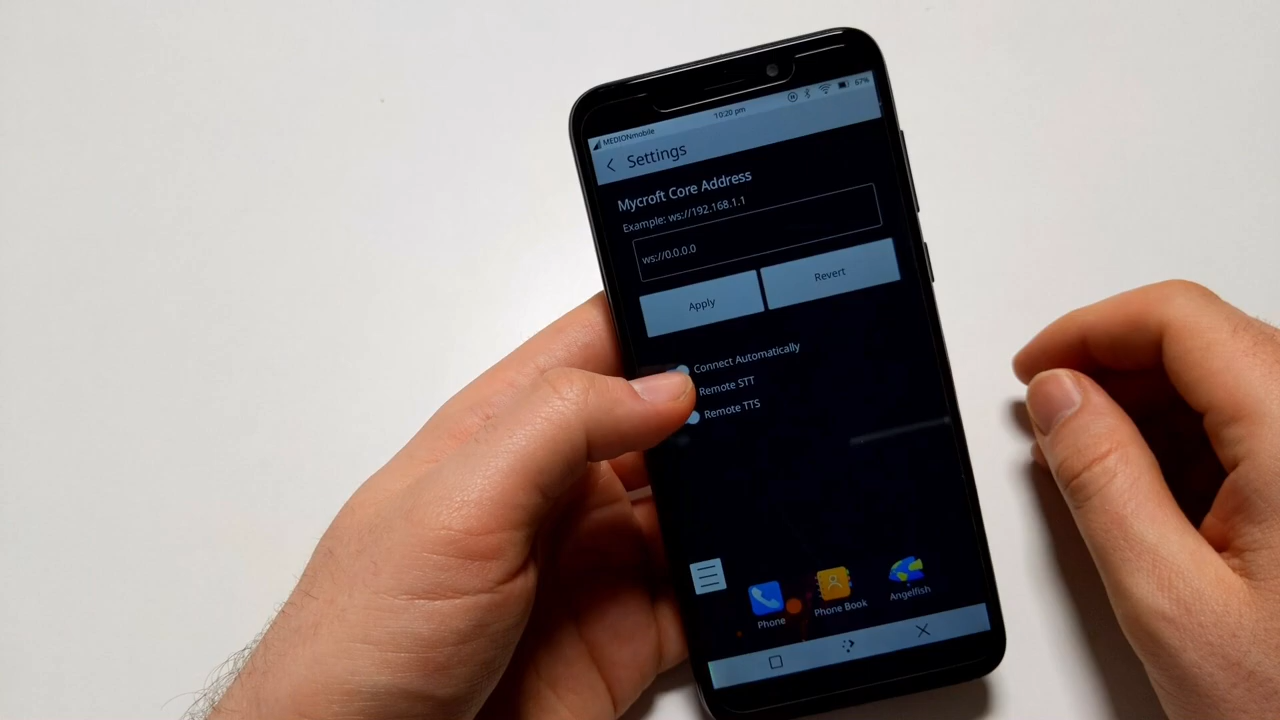 MEDIONmobile
10:20 pm
67%
Settings
Mycroft Core Address
Example: ws://192.168.1.1
ws://0.0.0.0
Apply
Revert
Connect Automatically
Remote STT
Remote TTS
Phone
Phone Book
Angelfish